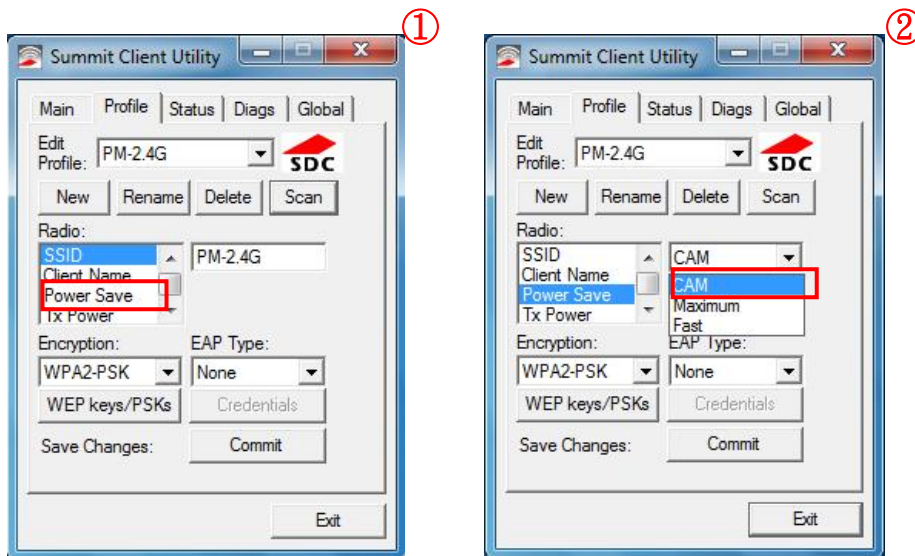 ①
Summit Client Utility
Main Profile Status Diags Global
Edit
Profile: PM-2.4G
SDC
New Rename Delete Scan
Radio:
SSID PM-2.4G
Client Name
Power Save
Tx Power
Encryption: EAP Type:
WPA2-PSK None
WEP keys/PSKs Credentials
Save Changes: Commit
Exit
②
Summit Client Utility
Main Profile Status Diags Global
Edit
Profile: PM-2.4G
SDC
New Rename Delete Scan
Radio:
SSID CAM
Client Name CAM
Power Save Maximum
Tx Power Fast
Encryption: EAP Type:
WPA2-PSK None
WEP keys/PSKs Credentials
Save Changes: Commit
Exit